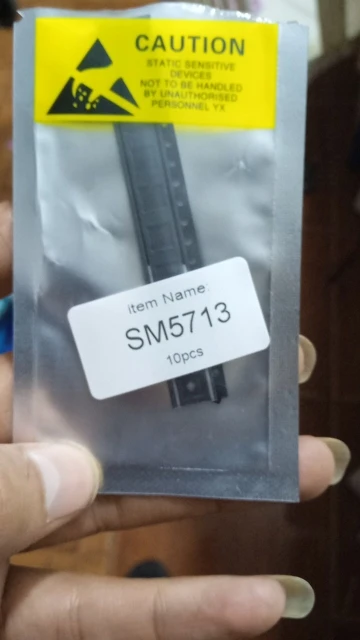 CAUTION
STATIC SENSITIVE
DEVICES
NOT TO BE HANDLED
BY UNAUTHORISED
PERSONNEL YX
Item Name:
SM5713
10pcs